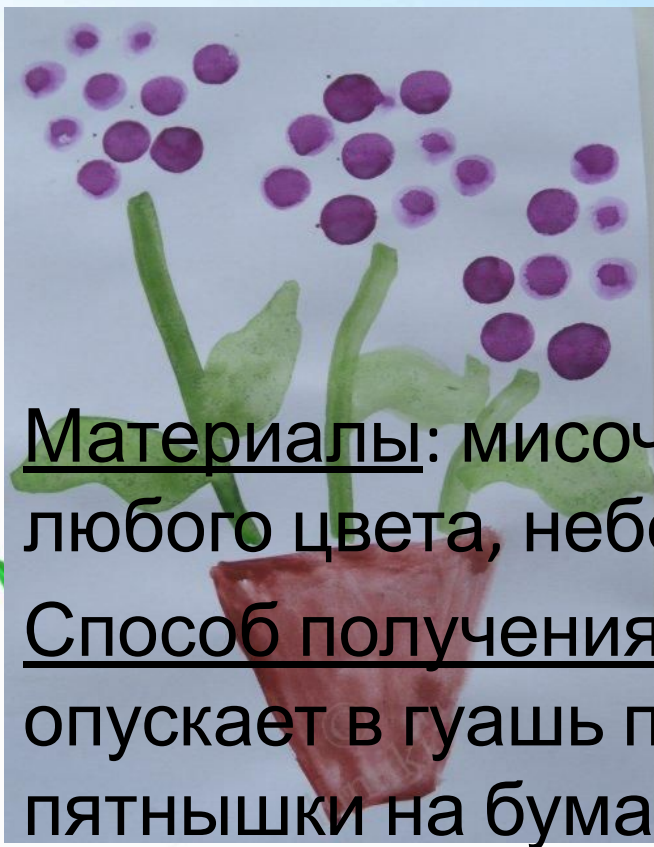 Материалы: мисоч
любого цвета, неб
Способ получения
опускает в гуашь п
пятнышки на бума